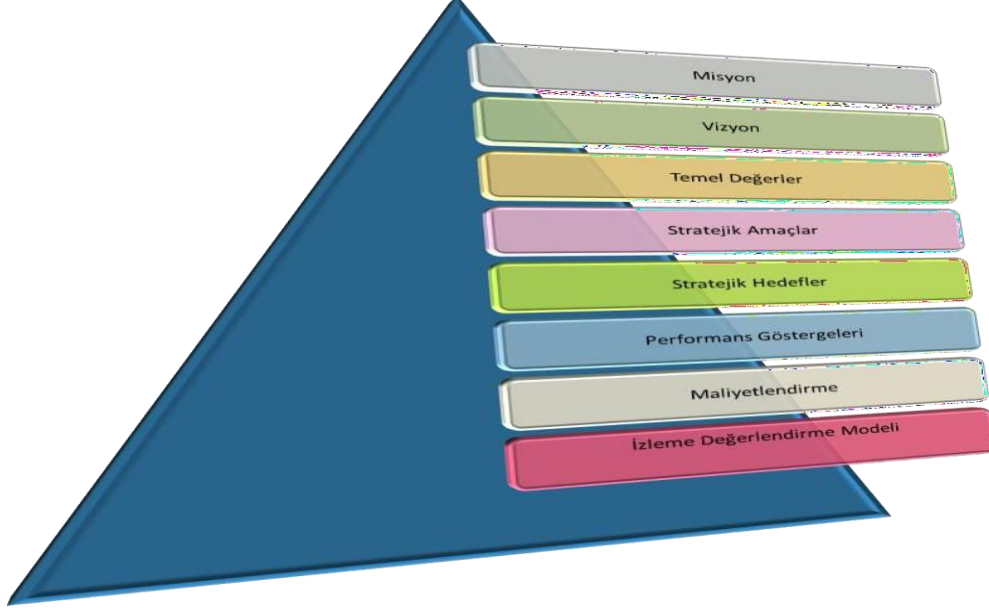 Misyon
Vizyon
Temel Değerler
Stratejik Amaçlar
Stratejik Hedefler
Performans Göstergeleri
Maliyetlendirme
İzleme Değerlendirme Modeli